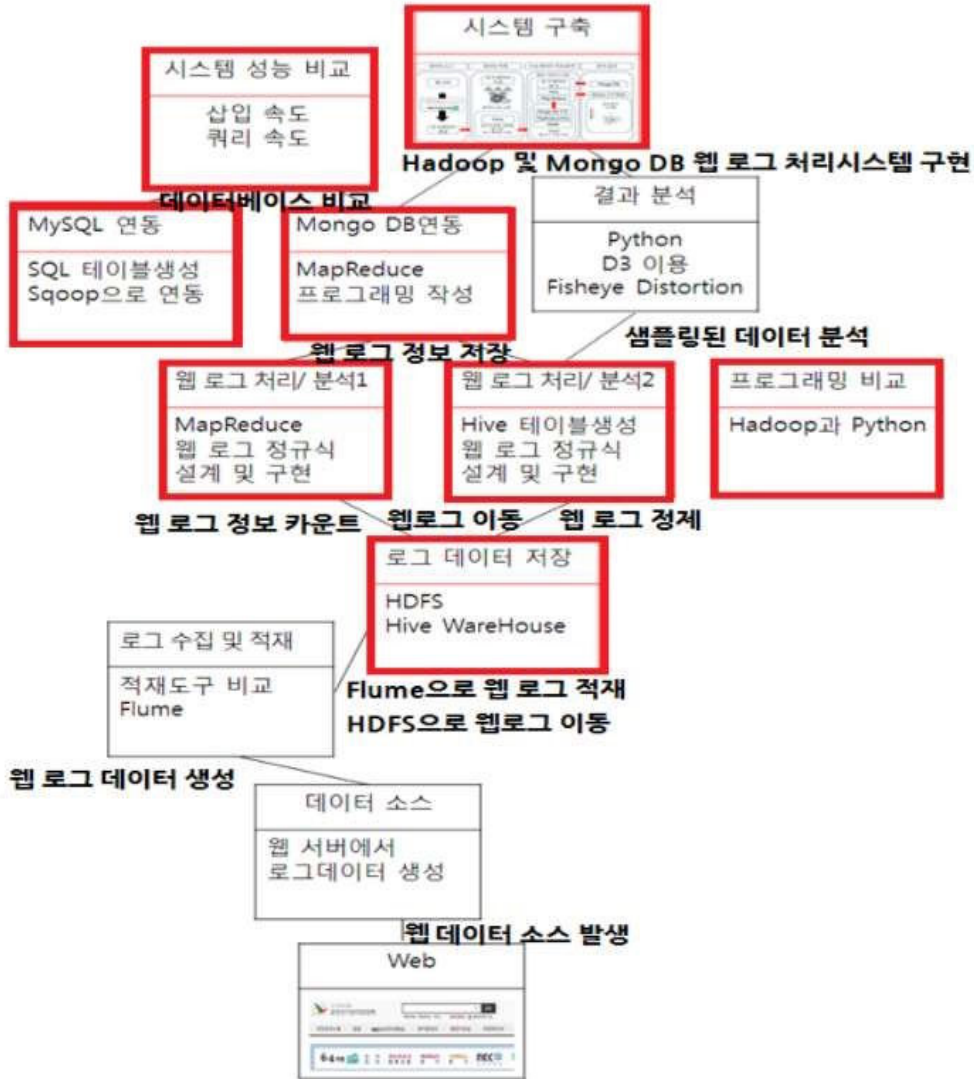 시스템 구축
시스템 성능 비교
삽입 속도
쿼리 속도
Hadoop 및 Mongo DB 웹 로그 처리시스템 구현
데이터베이스 비교
MySQL 연동
SQL 테이블생성
Sqoop으로 연동
Mongo DB연동
MapReduce
프로그래밍 작성
결과 분석
Python
D3 이용
Fisheye Distortion
샘플링된 데이터 분석
웹 로그 정보 저장
웹 로그 처리/ 분석1
MapReduce
웹 로그 정규식
설계 및 구현
웹 로그 처리/ 분석2
Hive 테이블생성
웹 로그 정규식
설계 및 구현
프로그래밍 비교
Hadoop과 Python
웹 로그 정보 카운트
웹로그 이동
웹 로그 정제
로그 데이터 저장
HDFS
Hive WareHouse
로그 수집 및 적재
적재도구 비교
Flume
Flume으로 웹 로그 적재
HDFS으로 웹로그 이동
웹 로그 데이터 생성
데이터 소스
웹 서버에서
로그데이터 생성
웹 데이터 소스 발생
Web